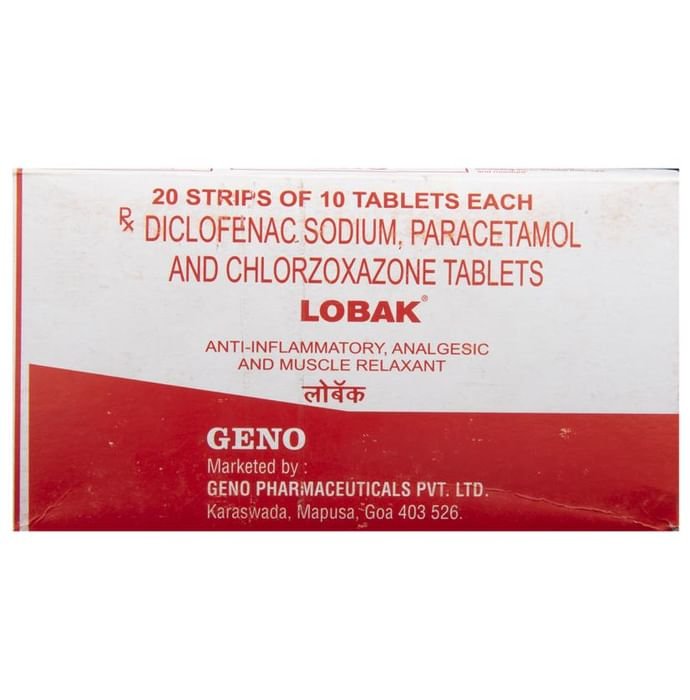 20 STRIPS OF 10 TABLETS EACH
Rx DICLOFENAC SODIUM, PARACETAMOL
AND CHLORZOXAZONE TABLETS
LOBAK®
ANTI-INFLAMMATORY, ANALGESIC
AND MUSCLE RELAXANT
लोबॅक
GENO
Marketed by :
GENO PHARMACEUTICALS PVT. LTD.
Karaswada, Mapusa, Goa 403 526.